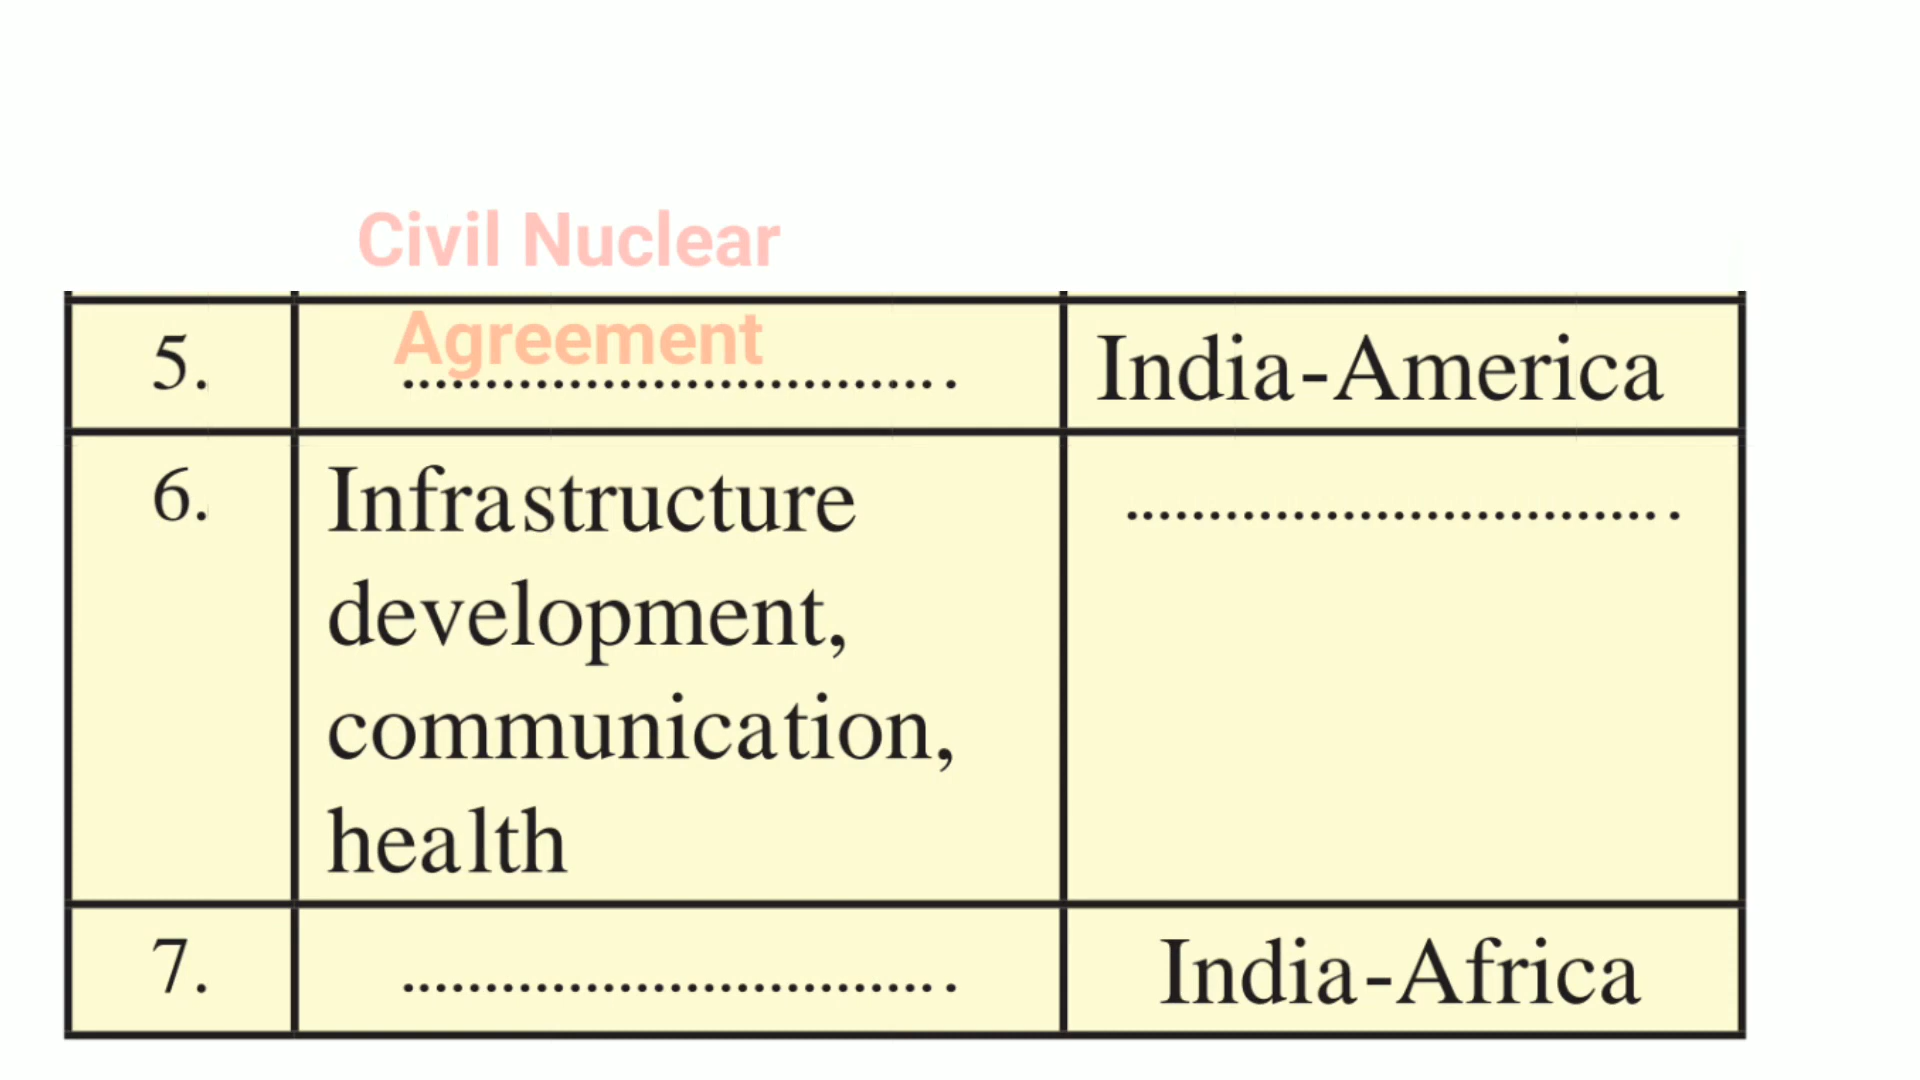 Civil Nuclear
Agreement
5. ................................. India-America
6. Infrastructure .................................
development,
communication,
health
7. ................................. India-Africa